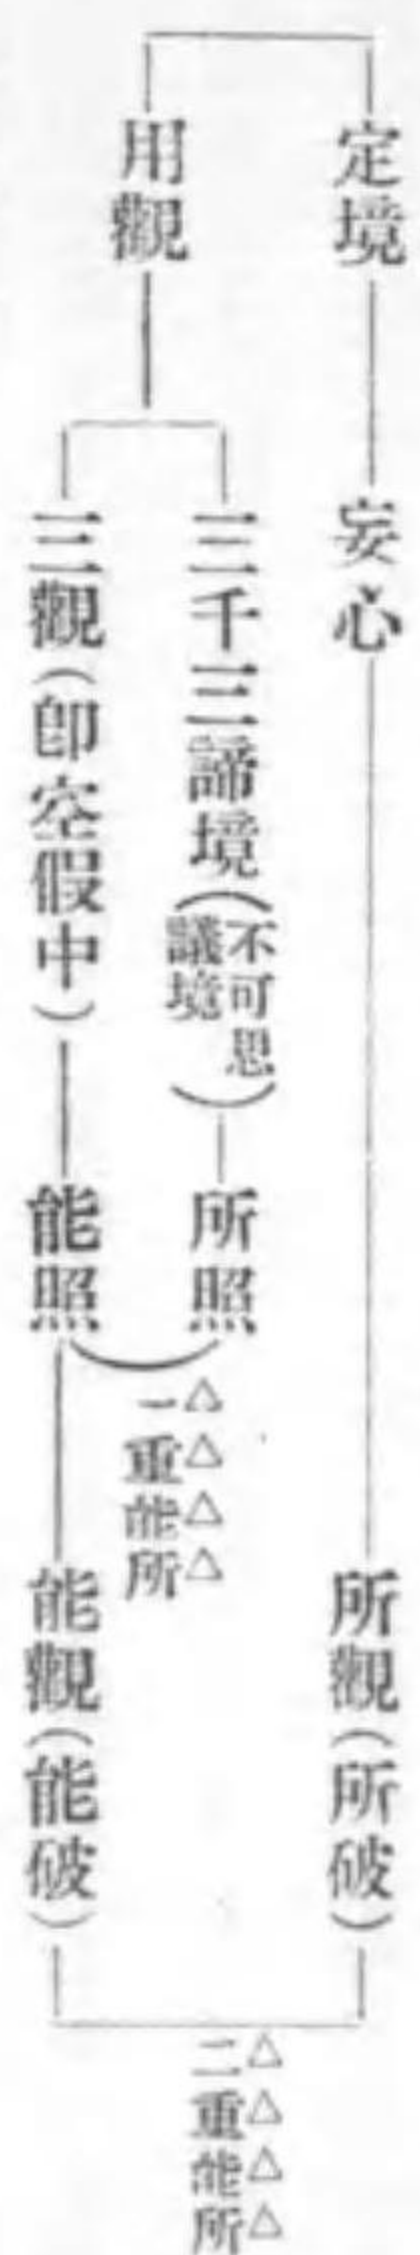 定境
妄心
所觀(所破)
用觀
三千三諦境(不可思議境)
所照
三觀(卽空假中)
能照
能觀(能破)
△△△△
一重能所
△△△△
二重能所